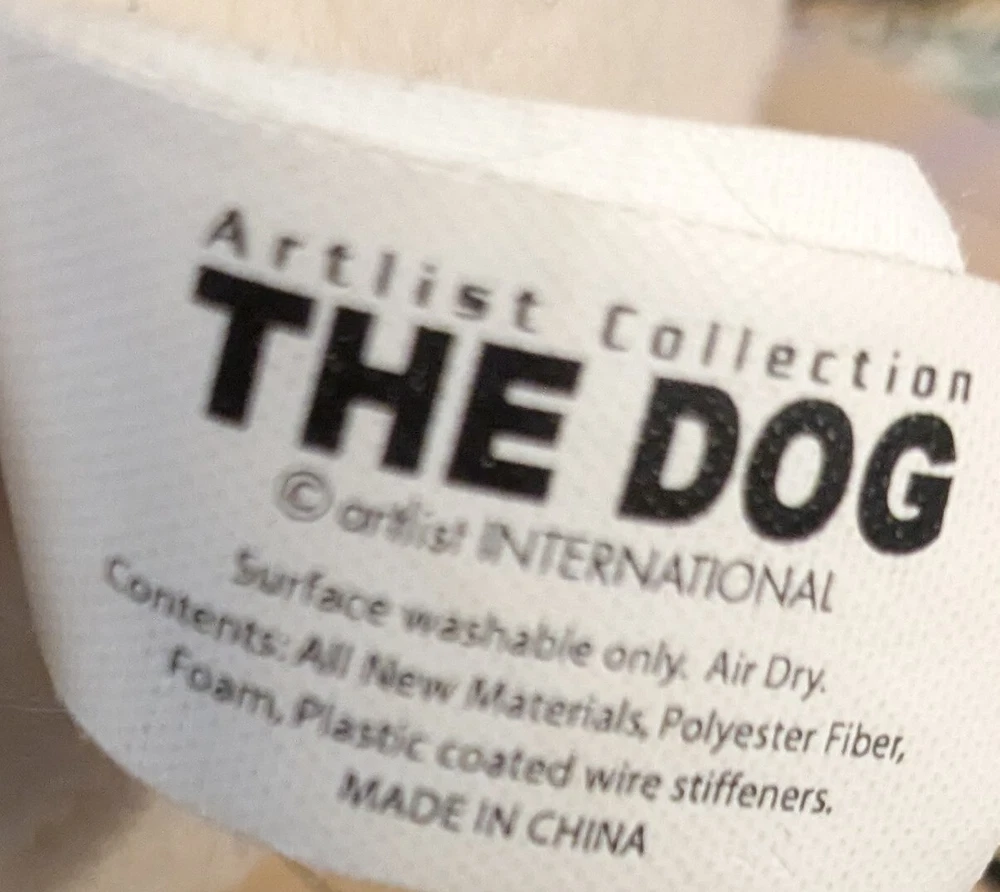 Artlist Collection
THE DOG
© artlist INTERNATIONAL
Surface washable only. Air Dry.
Contents: All New Materials, Polyester Fiber,
Foam, Plastic coated wire stiffeners.
MADE IN CHINA